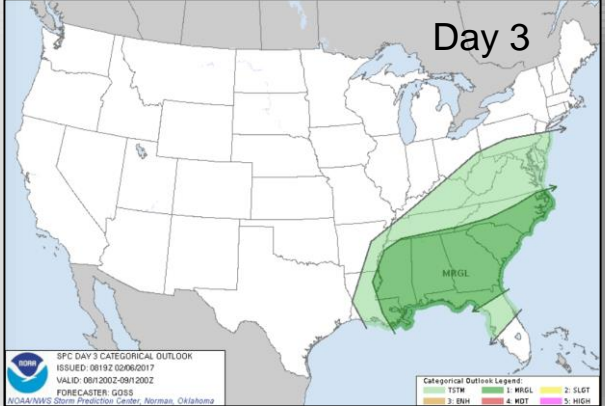 Day 3
MRGL
NOAA
SPC DAY 3 CATEGORICAL OUTLOOK
ISSUED: 0819Z 02/06/2017
VALID: 08/1200Z-09/1200Z
FORECASTER: GOSS
NOAA/NWS Storm Prediction Center, Norman, Oklahoma
Categorical Outlook Legend:
TSTM 1: MRGL 2: SLGT
3: ENH 4: MDT 5: HIGH